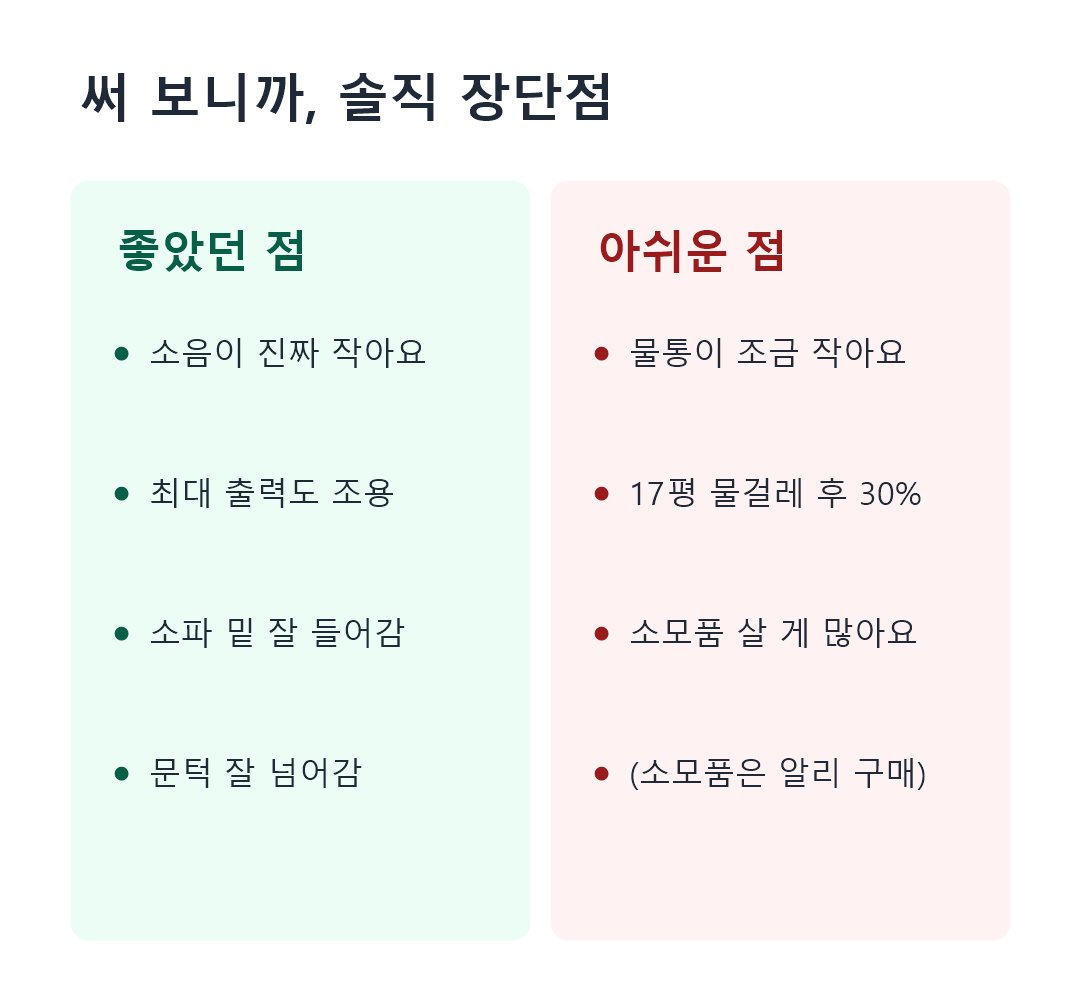 써 보니까, 솔직 장단점
좋았던 점
소음이 진짜 작아요
최대 출력도 조용
소파 밑 잘 들어감
문턱 잘 넘어감
아쉬운 점
물통이 조금 작아요
17평 물걸레 후 30%
소모품 살 게 많아요
(소모품은 알리 구매)